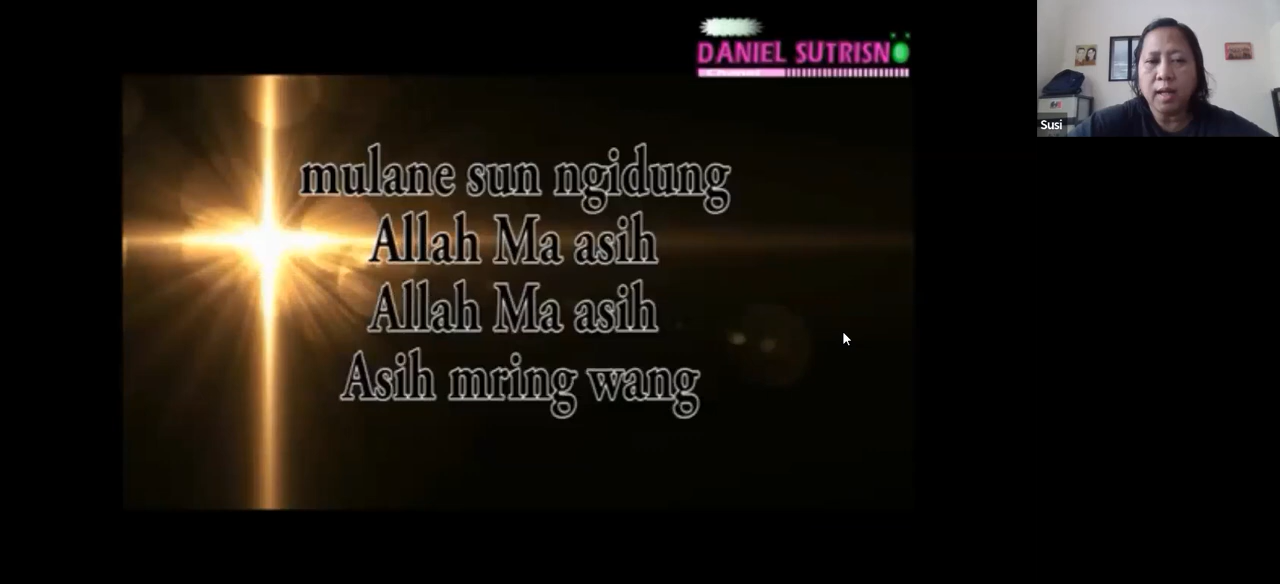 DANIEL SUTRISNO
mulane sun ngidung
Allah Ma asih
Allah Ma asih
Asih mring wang
Susi